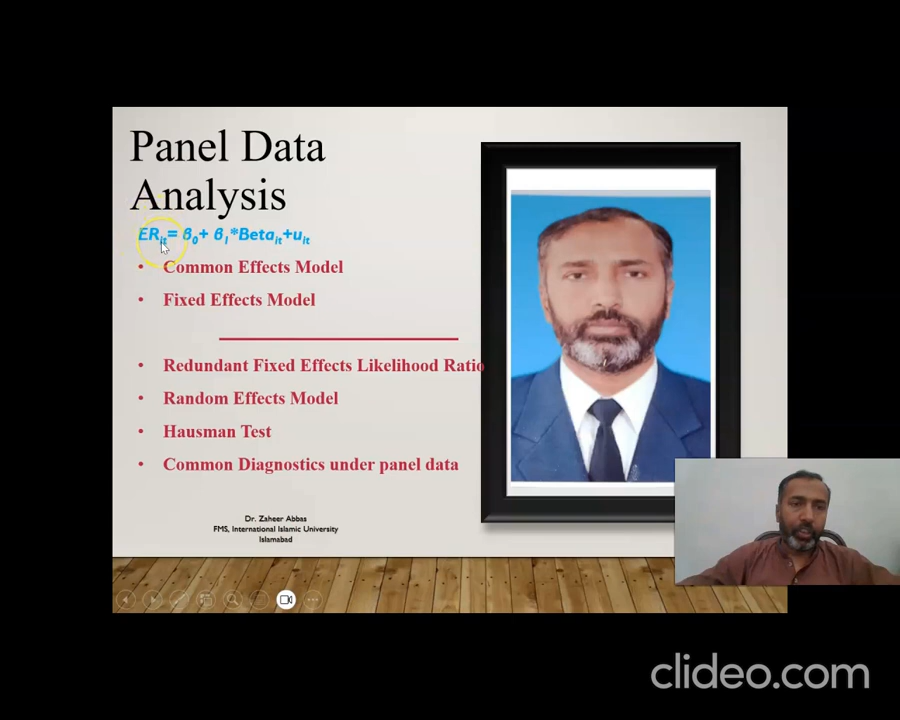 Panel Data
Analysis
ERit= β0+ β1*Betait+uit
• Common Effects Model
• Fixed Effects Model
• Redundant Fixed Effects Likelihood Ratio
• Random Effects Model
• Hausman Test
• Common Diagnostics under panel data
Dr. Zaheer Abbas
FMS, International Islamic University
Islamabad
clideo.com